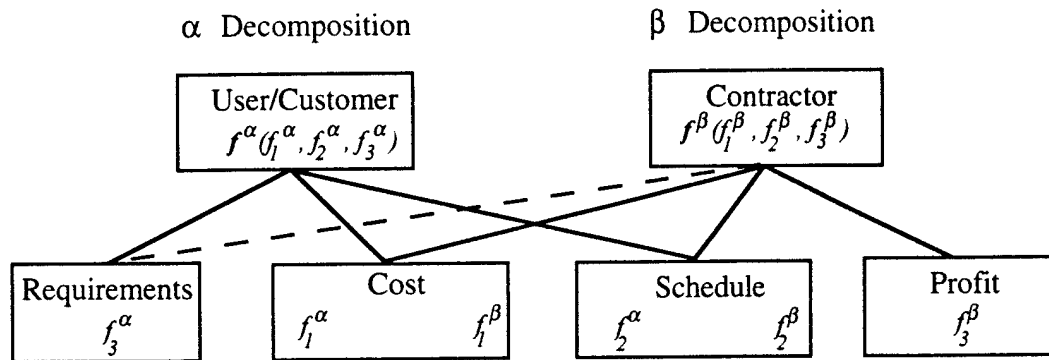 α Decomposition
β Decomposition
User/Customer
f^α(f_1^α, f_2^α, f_3^α)
Contractor
f^β(f_1^β, f_2^β, f_3^β)
Requirements
f_3^α
Cost
f_1^α f_1^β
Schedule
f_2^α f_2^β
Profit
f_3^β